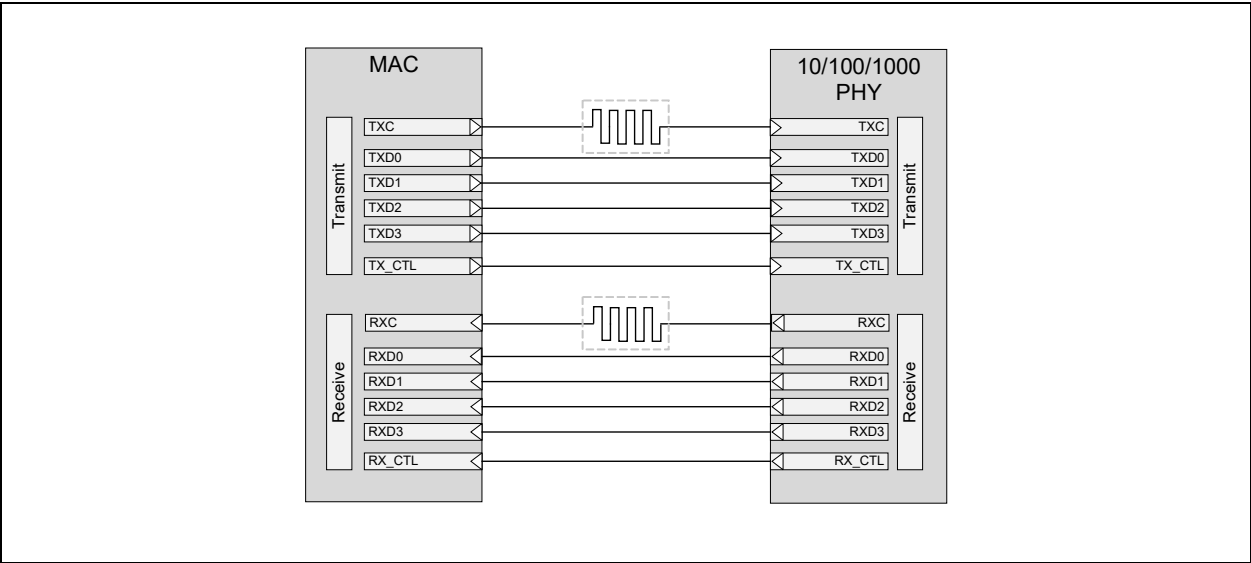 MAC
10/100/1000
PHY
Transmit
TXC
TXD0
TXD1
TXD2
TXD3
TX_CTL
TXC
TXD0
TXD1
TXD2
TXD3
TX_CTL
Transmit
Receive
RXC
RXD0
RXD1
RXD2
RXD3
RX_CTL
RXC
RXD0
RXD1
RXD2
RXD3
RX_CTL
Receive